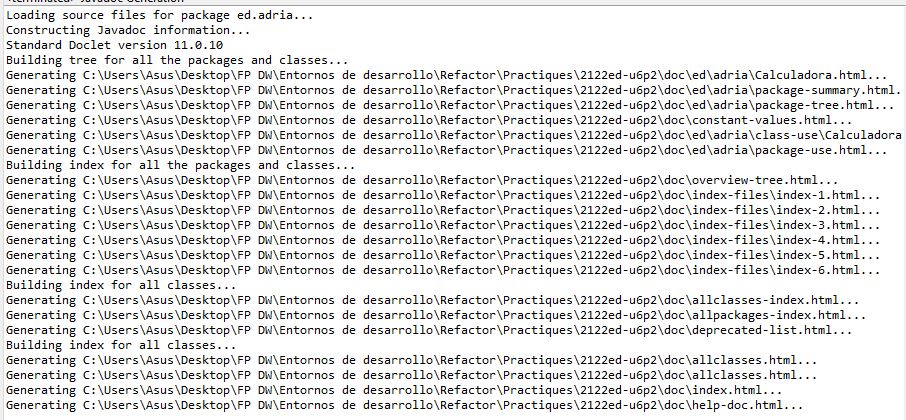 <terminated> Javadoc Generation
Loading source files for package ed.adria...
Constructing Javadoc information...
Standard Doclet version 11.0.10
Building tree for all the packages and classes...
Generating C:\Users\Asus\Desktop\FP DW\Entornos de desarrollo\Refactor\Practiques\2122ed-u6p2\doc\ed\adria\Calculadora.html...
Generating C:\Users\Asus\Desktop\FP DW\Entornos de desarrollo\Refactor\Practiques\2122ed-u6p2\doc\ed\adria\package-summary.html.
Generating C:\Users\Asus\Desktop\FP DW\Entornos de desarrollo\Refactor\Practiques\2122ed-u6p2\doc\ed\adria\package-tree.html...
Generating C:\Users\Asus\Desktop\FP DW\Entornos de desarrollo\Refactor\Practiques\2122ed-u6p2\doc\constant-values.html...
Generating C:\Users\Asus\Desktop\FP DW\Entornos de desarrollo\Refactor\Practiques\2122ed-u6p2\doc\ed\adria\class-use\Calculadora
Generating C:\Users\Asus\Desktop\FP DW\Entornos de desarrollo\Refactor\Practiques\2122ed-u6p2\doc\ed\adria\package-use.html...
Building index for all the packages and classes...
Generating C:\Users\Asus\Desktop\FP DW\Entornos de desarrollo\Refactor\Practiques\2122ed-u6p2\doc\overview-tree.html...
Generating C:\Users\Asus\Desktop\FP DW\Entornos de desarrollo\Refactor\Practiques\2122ed-u6p2\doc\index-files\index-1.html...
Generating C:\Users\Asus\Desktop\FP DW\Entornos de desarrollo\Refactor\Practiques\2122ed-u6p2\doc\index-files\index-2.html...
Generating C:\Users\Asus\Desktop\FP DW\Entornos de desarrollo\Refactor\Practiques\2122ed-u6p2\doc\index-files\index-3.html...
Generating C:\Users\Asus\Desktop\FP DW\Entornos de desarrollo\Refactor\Practiques\2122ed-u6p2\doc\index-files\index-4.html...
Generating C:\Users\Asus\Desktop\FP DW\Entornos de desarrollo\Refactor\Practiques\2122ed-u6p2\doc\index-files\index-5.html...
Generating C:\Users\Asus\Desktop\FP DW\Entornos de desarrollo\Refactor\Practiques\2122ed-u6p2\doc\index-files\index-6.html...
Building index for all classes...
Generating C:\Users\Asus\Desktop\FP DW\Entornos de desarrollo\Refactor\Practiques\2122ed-u6p2\doc\allclasses-index.html...
Generating C:\Users\Asus\Desktop\FP DW\Entornos de desarrollo\Refactor\Practiques\2122ed-u6p2\doc\allpackages-index.html...
Generating C:\Users\Asus\Desktop\FP DW\Entornos de desarrollo\Refactor\Practiques\2122ed-u6p2\doc\deprecated-list.html...
Building index for all classes...
Generating C:\Users\Asus\Desktop\FP DW\Entornos de desarrollo\Refactor\Practiques\2122ed-u6p2\doc\allclasses.html...
Generating C:\Users\Asus\Desktop\FP DW\Entornos de desarrollo\Refactor\Practiques\2122ed-u6p2\doc\allclasses.html...
Generating C:\Users\Asus\Desktop\FP DW\Entornos de desarrollo\Refactor\Practiques\2122ed-u6p2\doc\index.html...
Generating C:\Users\Asus\Desktop\FP DW\Entornos de desarrollo\Refactor\Practiques\2122ed-u6p2\doc\help-doc.html...